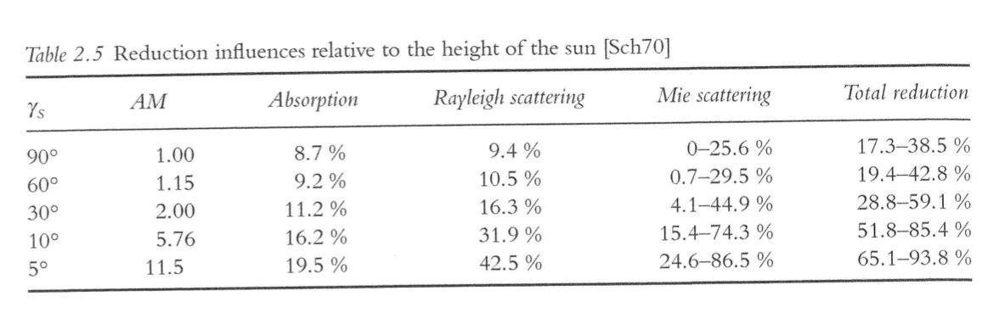 Table 2.5 Reduction influences relative to the height of the sun [Sch70]
γS AM Absorption Rayleigh scattering Mie scattering Total reduction
90° 1.00 8.7 % 9.4 % 0–25.6 % 17.3–38.5 %
60° 1.15 9.2 % 10.5 % 0.7–29.5 % 19.4–42.8 %
30° 2.00 11.2 % 16.3 % 4.1–44.9 % 28.8–59.1 %
10° 5.76 16.2 % 31.9 % 15.4–74.3 % 51.8–85.4 %
5° 11.5 19.5 % 42.5 % 24.6–86.5 % 65.1–93.8 %